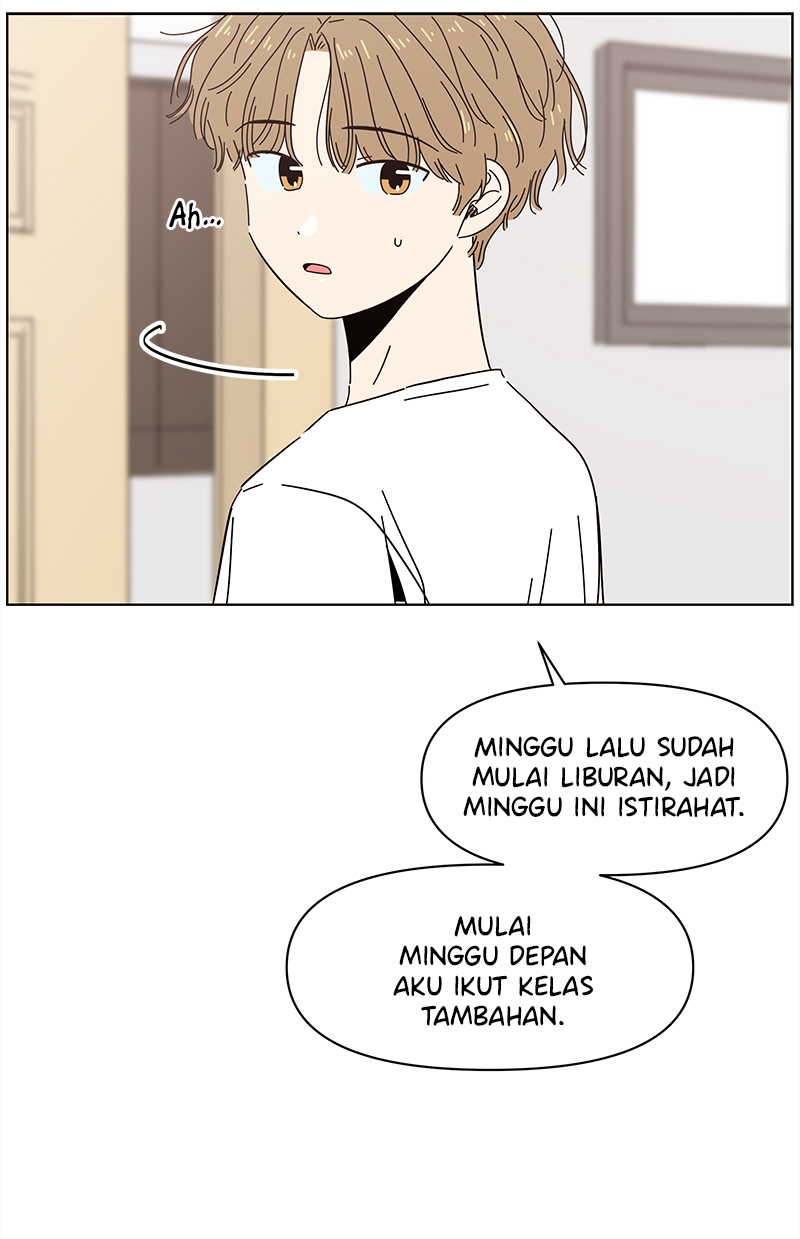 Ah...
MINGGU LALU SUDAH
MULAI LIBURAN, JADI
MINGGU INI ISTIRAHAT.
MULAI
MINGGU DEPAN
AKU IKUT KELAS
TAMBAHAN.